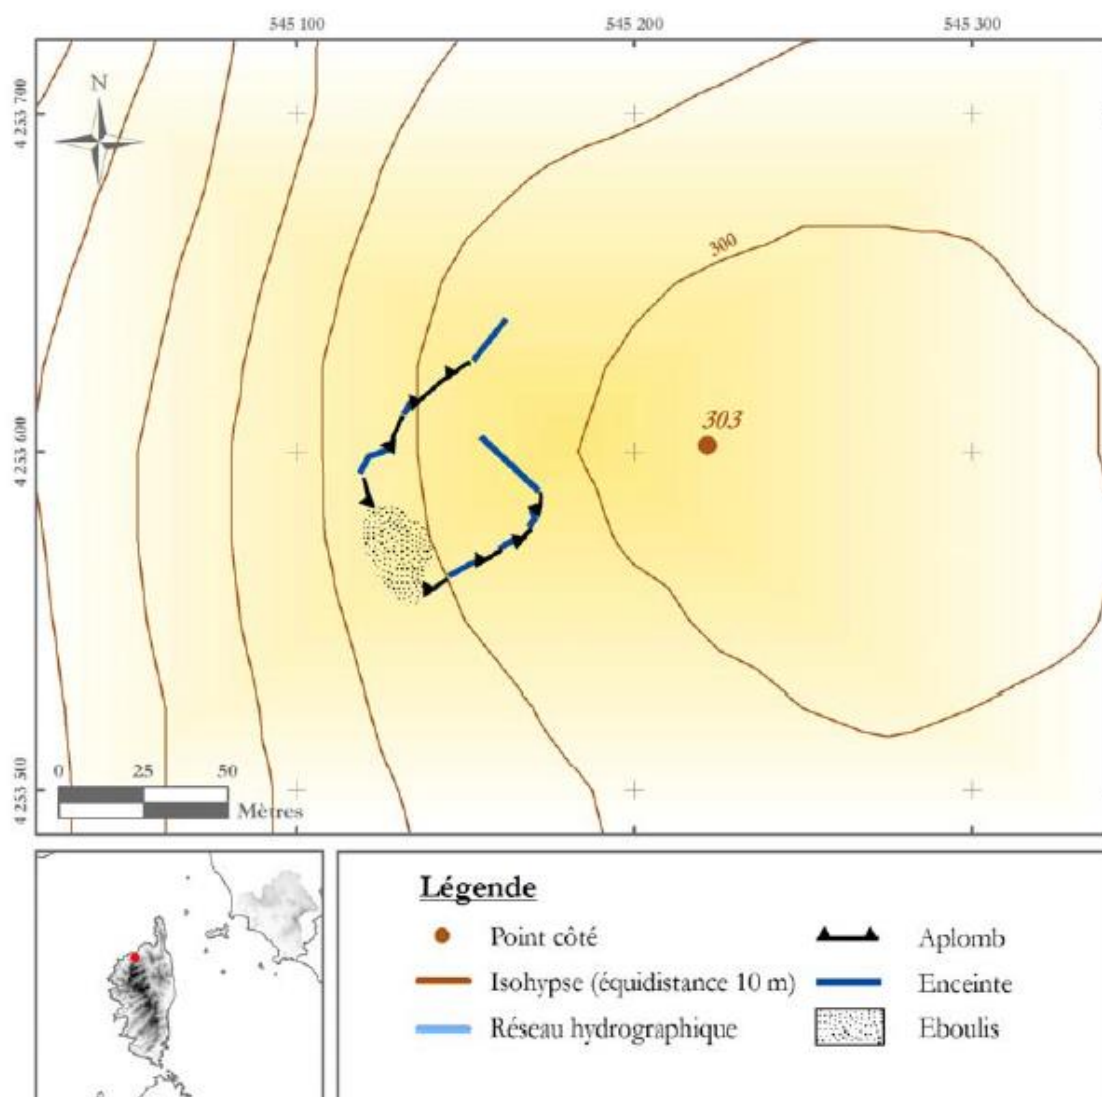 545 100 545 200 545 300
4 253 700
N
300
303
4 253 600
4 253 500
0 25 50
Mètres
Légende
Point côté
Aplomb
Isohypse (équidistance 10 m)
Enceinte
Réseau hydrographique
Eboulis